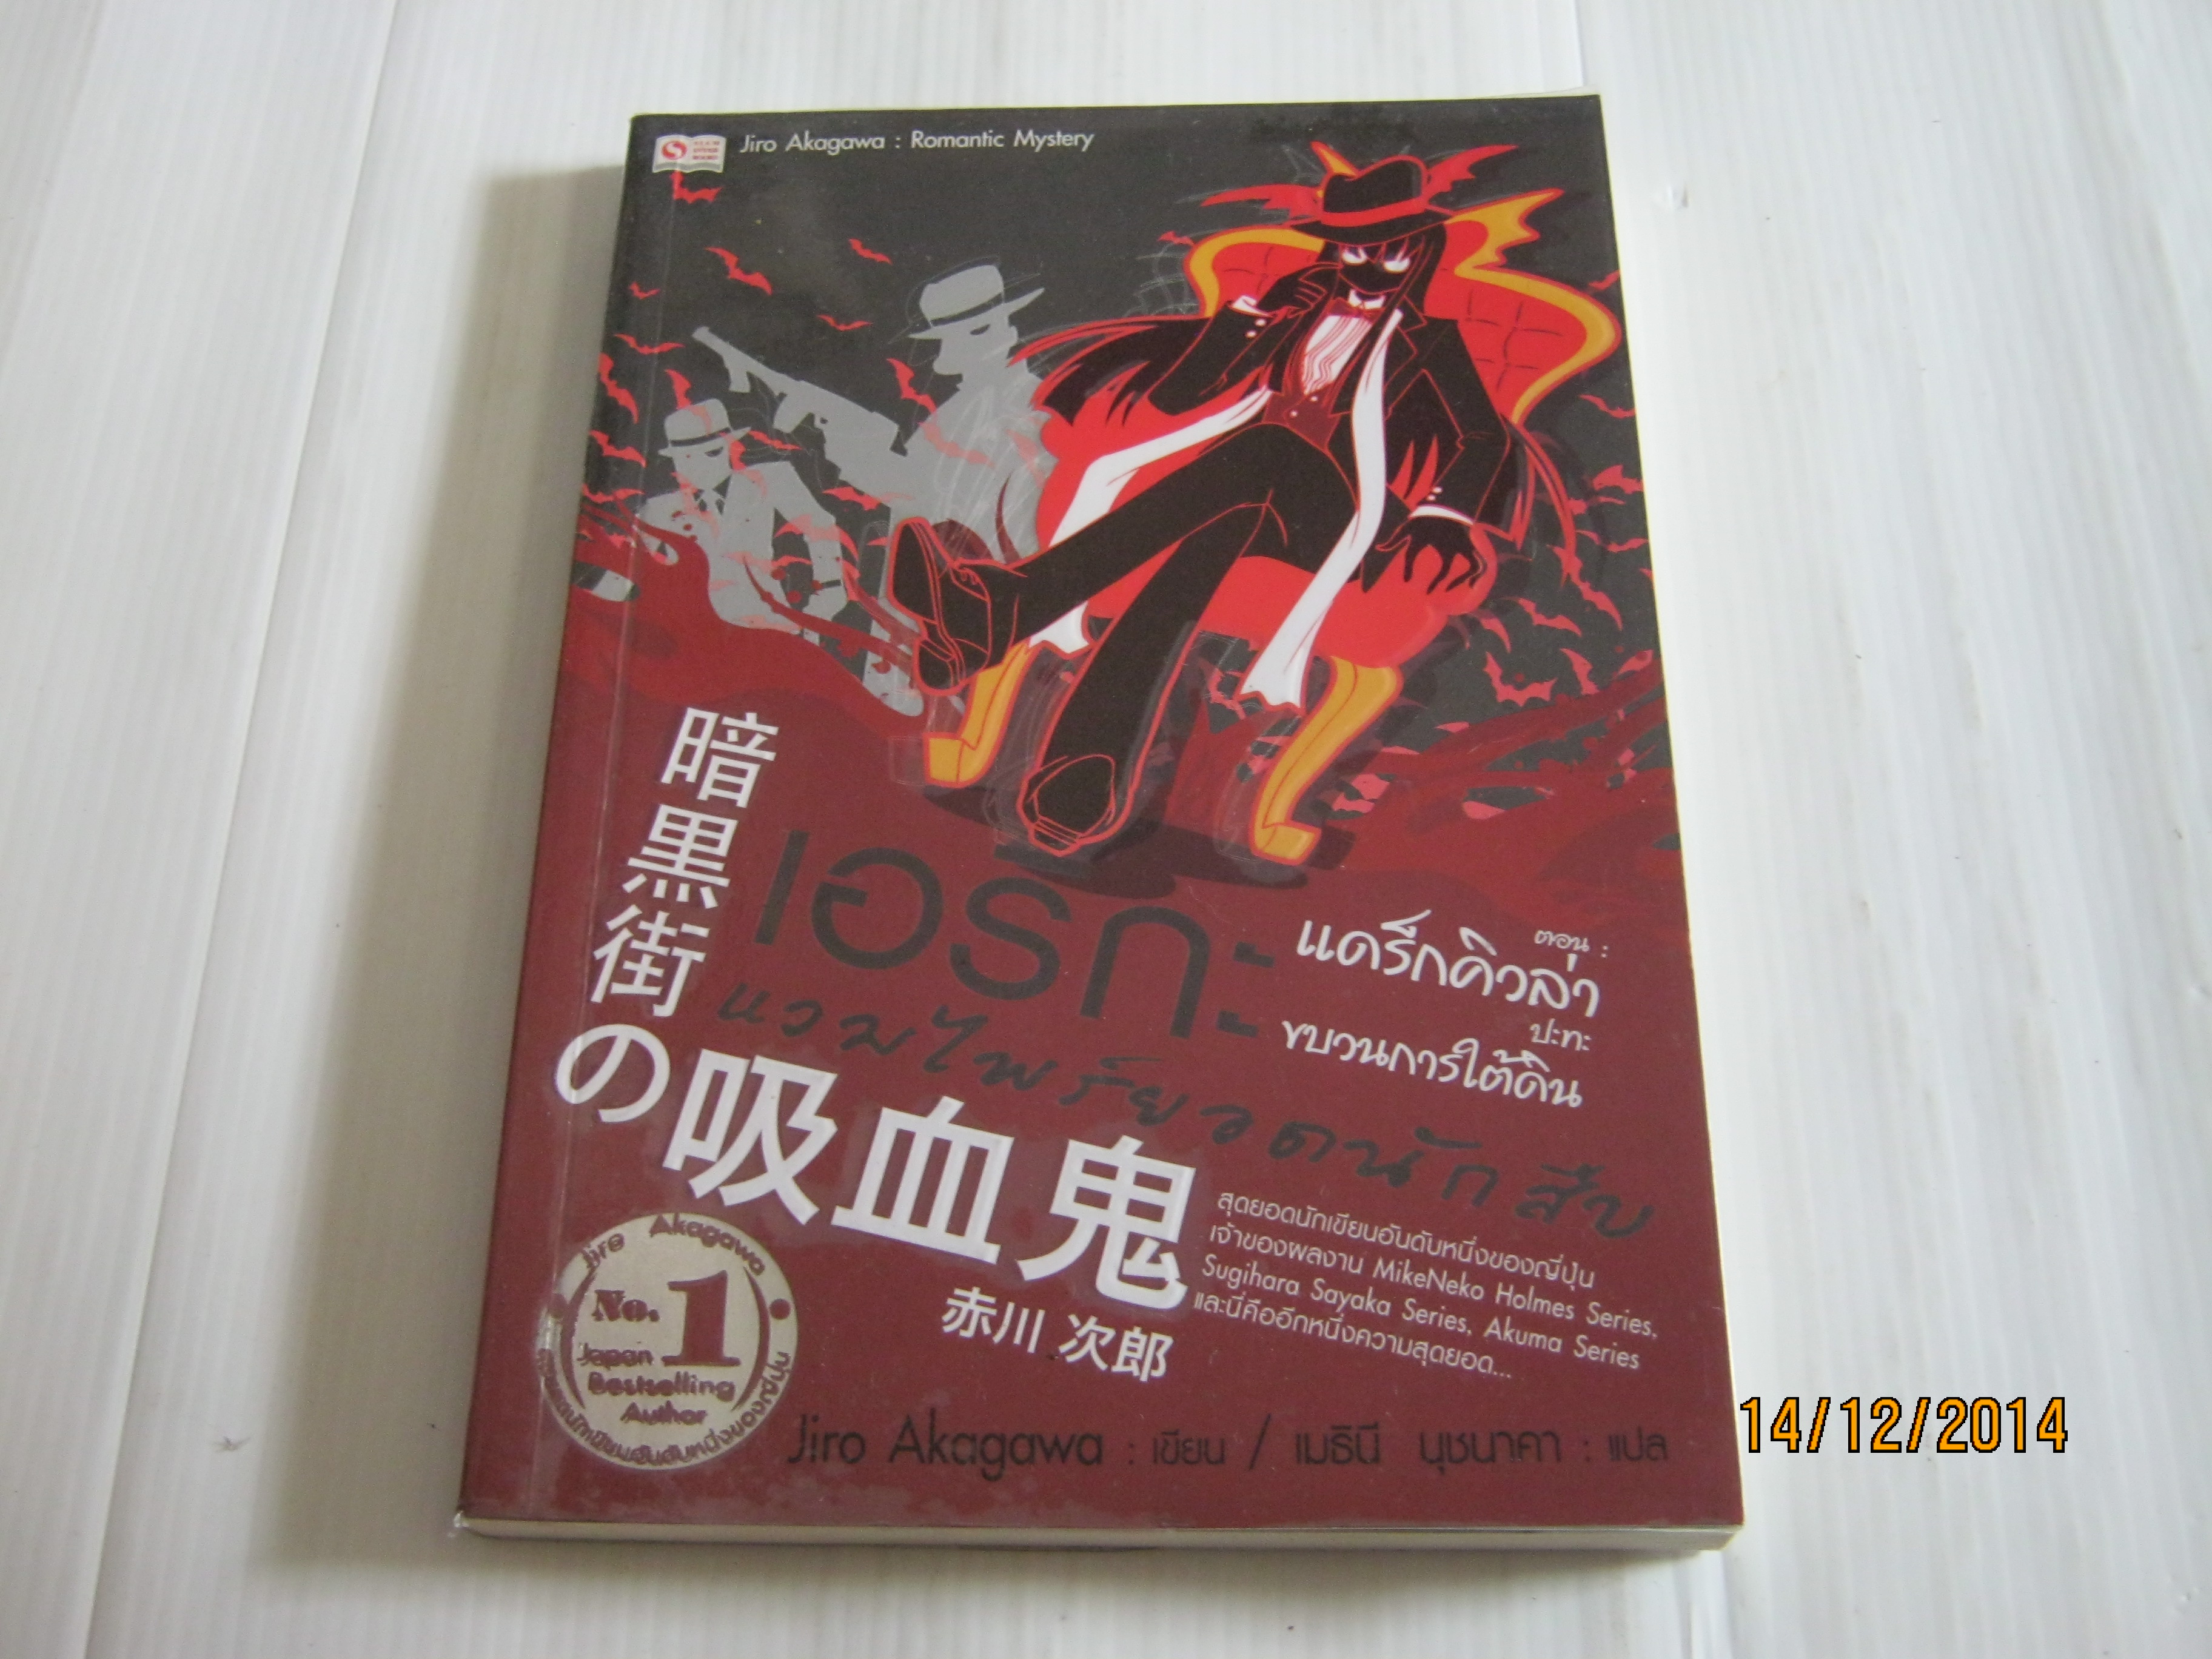 Jiro Akagawa : Romantic Mystery
暗黒街の吸血鬼
เอริกะ
แวมไพร์ยอดนักสืบ
ตอน :
แดร็กคิวล่า
ปะทะ
ขบวนการใต้ดิน
สุดยอดนักเขียนอันดับหนึ่งของญี่ปุ่น
เจ้าของผลงาน MikeNeko Holmes Series,
Sugihara Sayaka Series, Akuma Series
และนี่คืออีกหนึ่งความสุดยอด...
赤川 次郎
Jiro Akagawa
No. 1
Japan
Bestselling
Author
Jiro Akagawa : เขียน / เมธินี นุชนาคา : แปล
14/12/2014